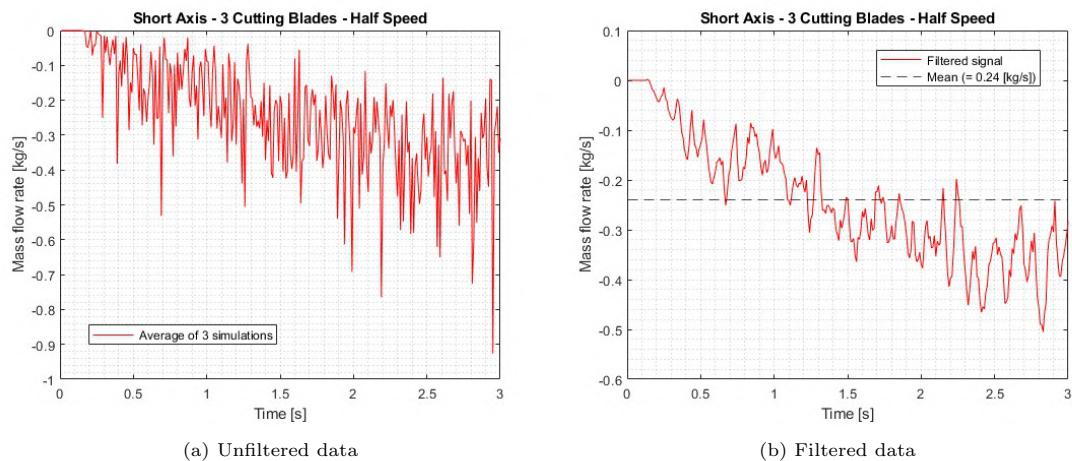 Short Axis - 3 Cutting Blades - Half Speed
0
-0.1
-0.2
-0.3
-0.4
-0.5
-0.6
-0.7
-0.8
-0.9
-1
Mass flow rate [kg/s]
Average of 3 simulations
0 0.5 1 1.5 2 2.5 3
Time [s]
(a) Unfiltered data
Short Axis - 3 Cutting Blades - Half Speed
0.1
0
-0.1
-0.2
-0.3
-0.4
-0.5
-0.6
Mass flow rate [kg/s]
Filtered signal
Mean (= 0.24 [kg/s])
0 0.5 1 1.5 2 2.5 3
Time [s]
(b) Filtered data